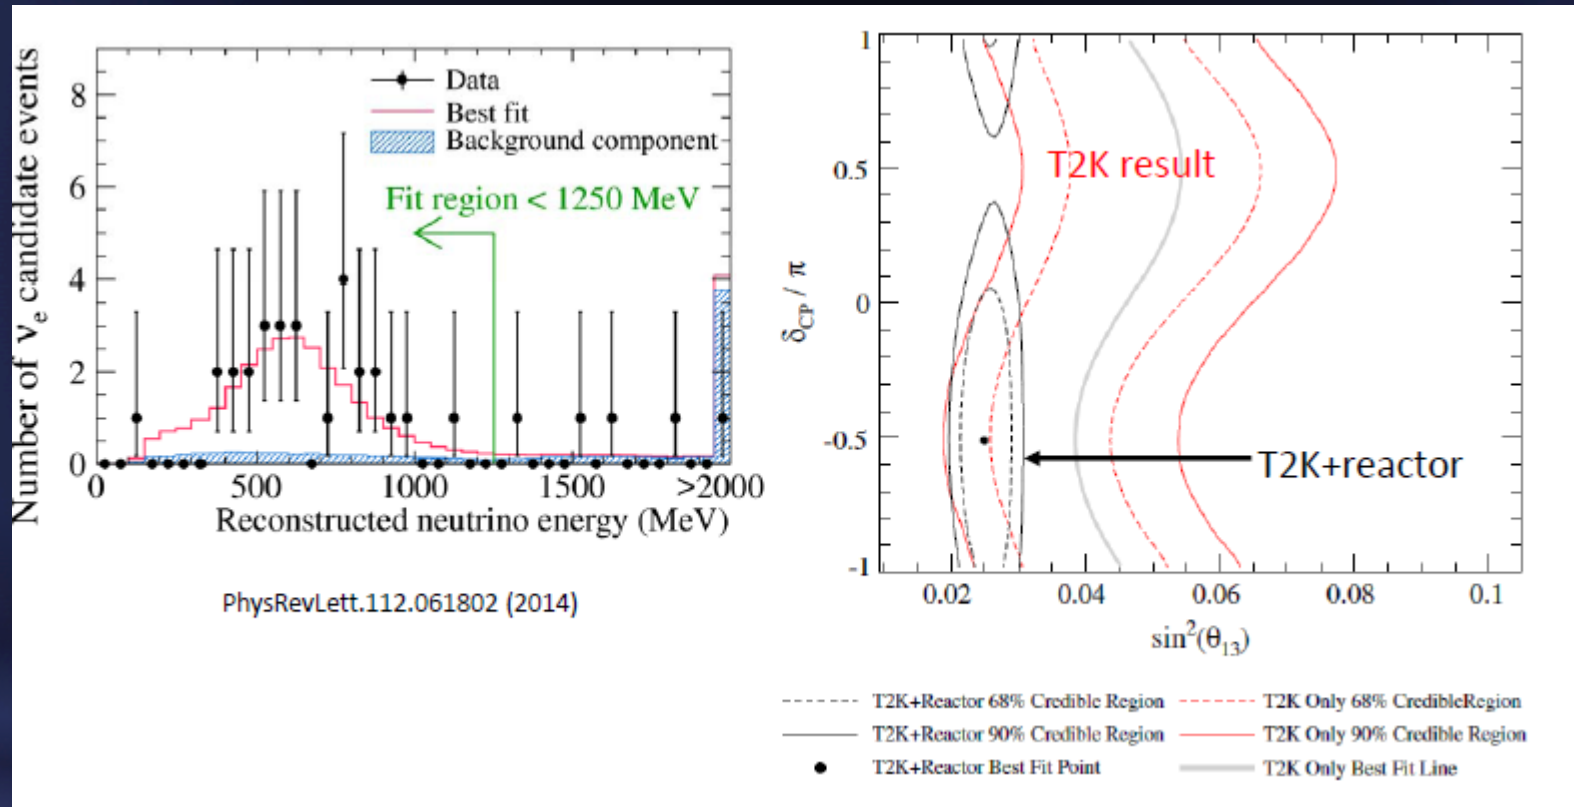 Number of νe candidate events
8
6
4
2
0
Data
Best fit
Background component
Fit region < 1250 MeV
0 500 1000 1500 >2000
Reconstructed neutrino energy (MeV)
PhysRevLett.112.061802 (2014)
δCP / π
1
0.5
0
-0.5
-1
T2K result
T2K+reactor
0.02 0.04 0.06 0.08 0.1
sin²(θ13)
T2K+Reactor 68% Credible Region
T2K Only 68% CredibleRegion
T2K+Reactor 90% Credible Region
T2K Only 90% Credible Region
T2K+Reactor Best Fit Point
T2K Only Best Fit Line